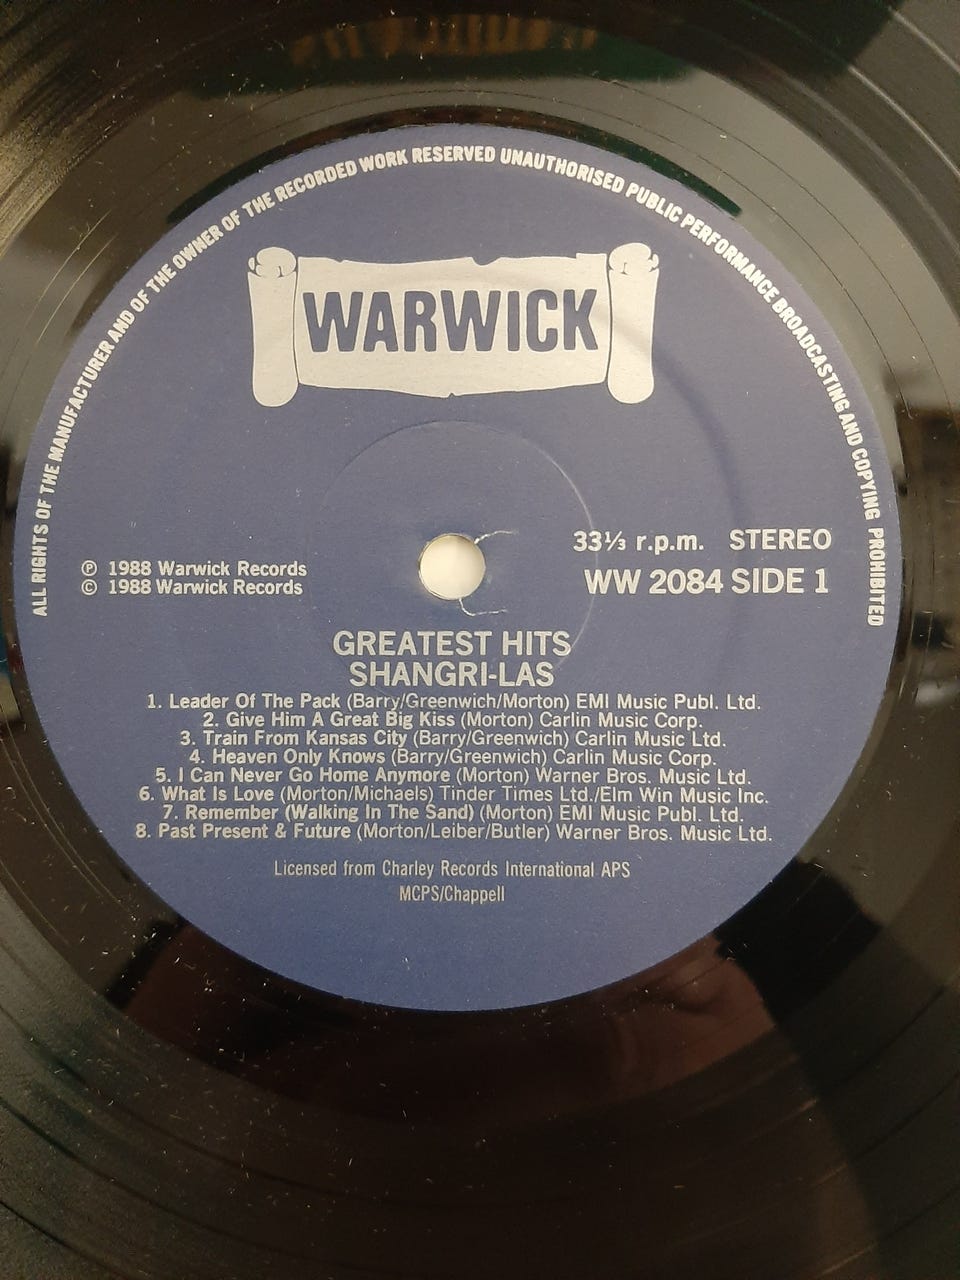 ALL RIGHTS OF THE MANUFACTURER AND OF THE OWNER OF THE RECORDED WORK RESERVED UNAUTHORISED PUBLIC PERFORMANCE BROADCASTING AND COPYING PROHIBITED
WARWICK
33⅓ r.p.m. STEREO
℗ 1988 Warwick Records
© 1988 Warwick Records
WW 2084 SIDE 1
GREATEST HITS
SHANGRI-LAS
1. Leader Of The Pack (Barry/Greenwich/Morton) EMI Music Publ. Ltd.
2. Give Him A Great Big Kiss (Morton) Carlin Music Corp.
3. Train From Kansas City (Barry/Greenwich) Carlin Music Ltd.
4. Heaven Only Knows (Barry/Greenwich) Carlin Music Corp.
5. I Can Never Go Home Anymore (Morton) Warner Bros. Music Ltd.
6. What Is Love (Morton/Michaels) Tinder Times Ltd./Elm Win Music Inc.
7. Remember (Walking In The Sand) (Morton) EMI Music Publ. Ltd.
8. Past Present & Future (Morton/Leiber/Butler) Warner Bros. Music Ltd.
Licensed from Charley Records International APS
MCPS/Chappell